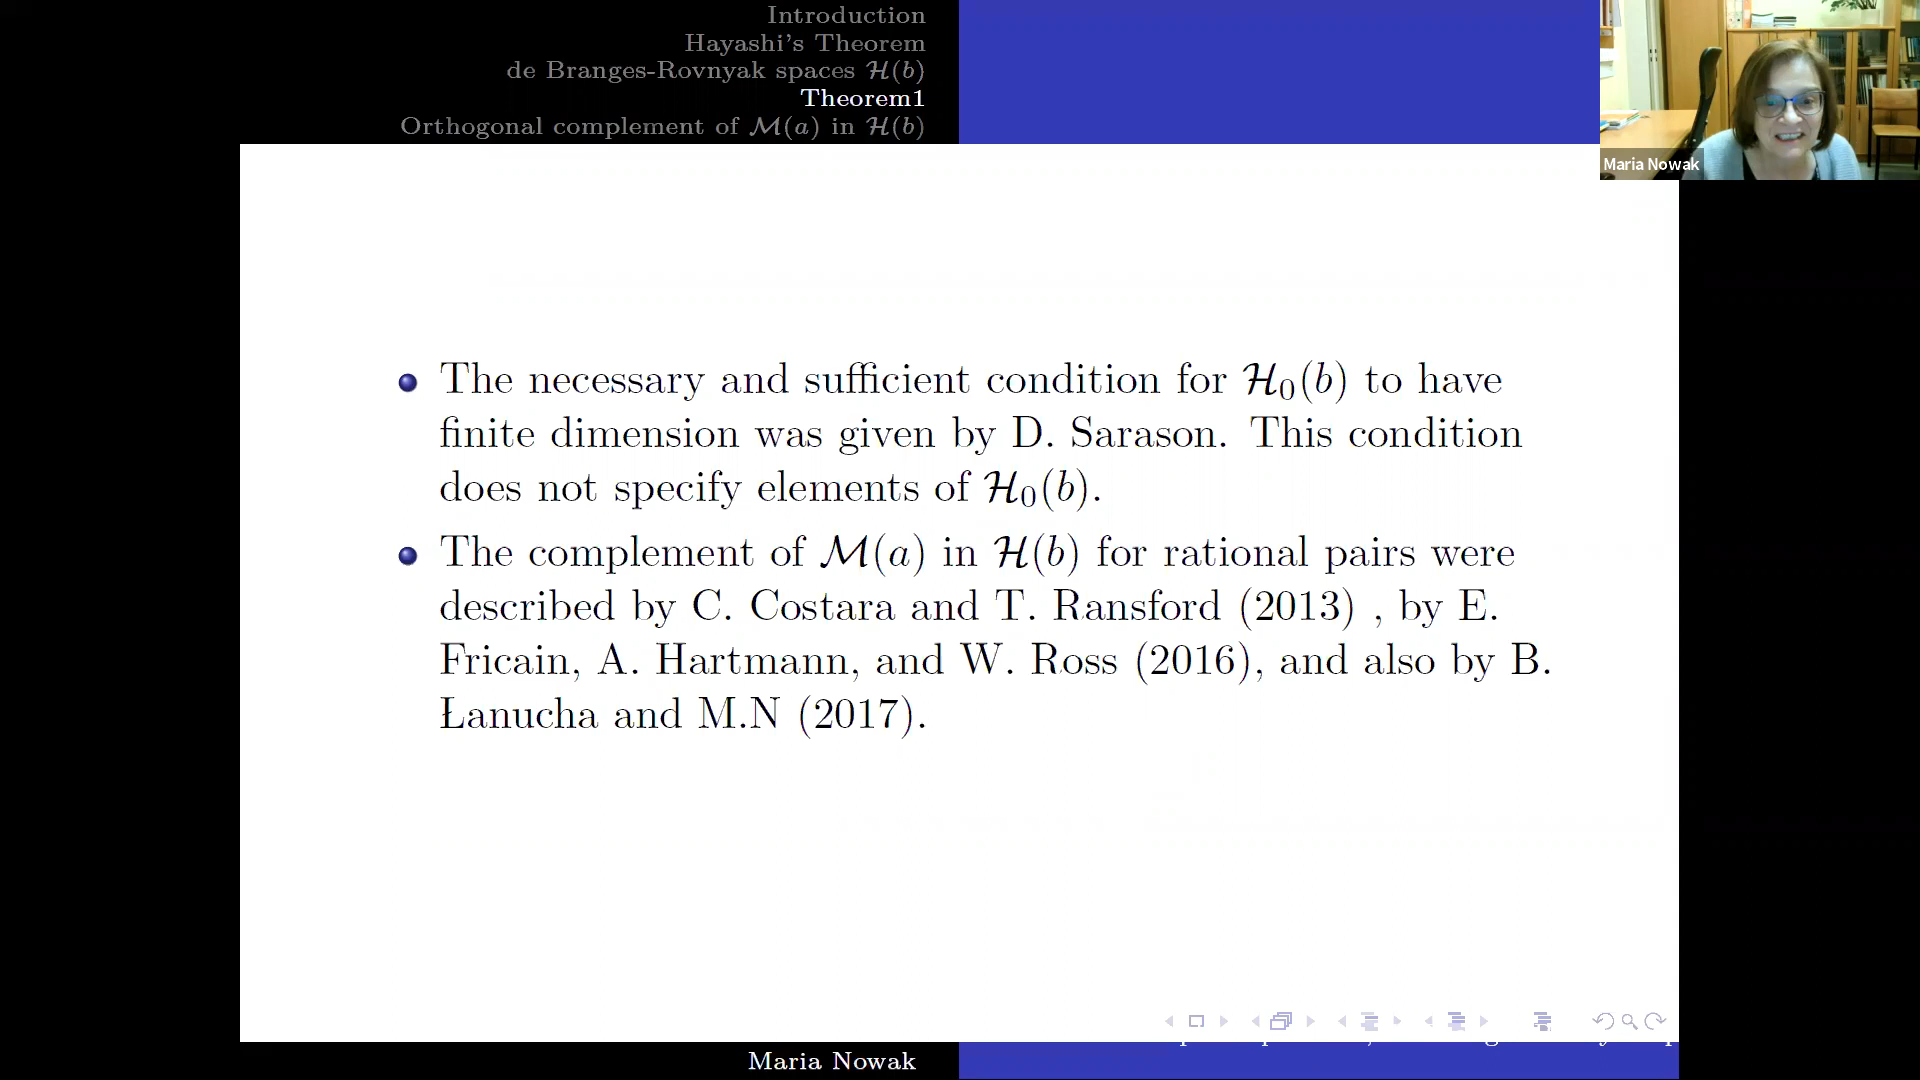 Introduction
Hayashi's Theorem
de Branges-Rovnyak spaces ℋ(b)
Theorem1
Orthogonal complement of ℳ(a) in ℋ(b)
Maria Nowak
• The necessary and sufficient condition for ℋ₀(b) to have
finite dimension was given by D. Sarason. This condition
does not specify elements of ℋ₀(b).
• The complement of ℳ(a) in ℋ(b) for rational pairs were
described by C. Costara and T. Ransford (2013) , by E.
Fricain, A. Hartmann, and W. Ross (2016), and also by B.
Łanucha and M.N (2017).
Maria Nowak